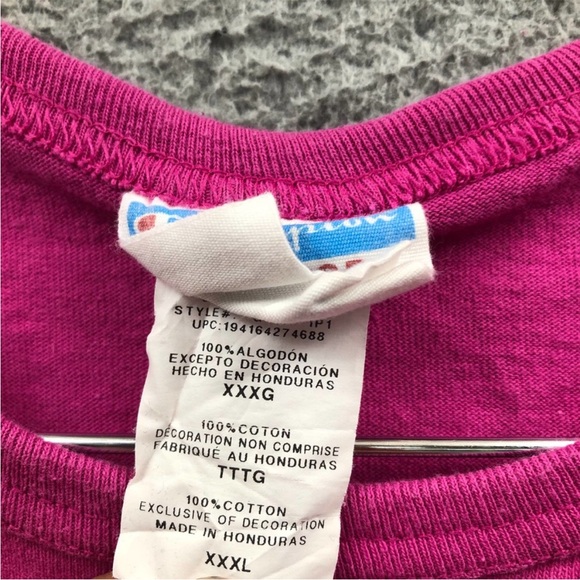 STYLE#:
UPC:194164274688
100%ALGODÓN
EXCEPTO DECORACIÓN
HECHO EN HONDURAS
XXXG
100%COTON
DÉCORATION NON COMPRISE
FABRIQUÉ AU HONDURAS
TTTG
100%COTTON
EXCLUSIVE OF DECORATION
MADE IN HONDURAS
XXXL